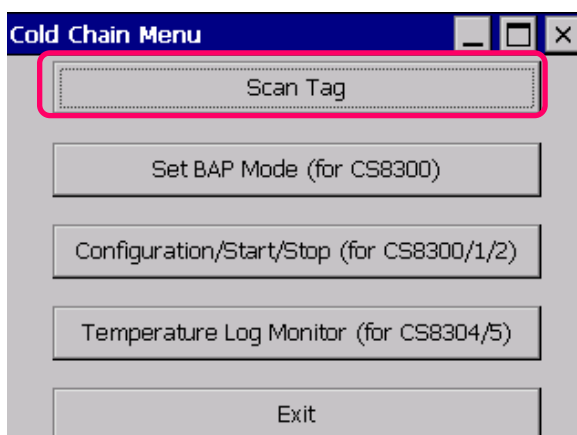 Cold Chain Menu
Scan Tag
Set BAP Mode (for CS8300)
Configuration/Start/Stop (for CS8300/1/2)
Temperature Log Monitor (for CS8304/5)
Exit